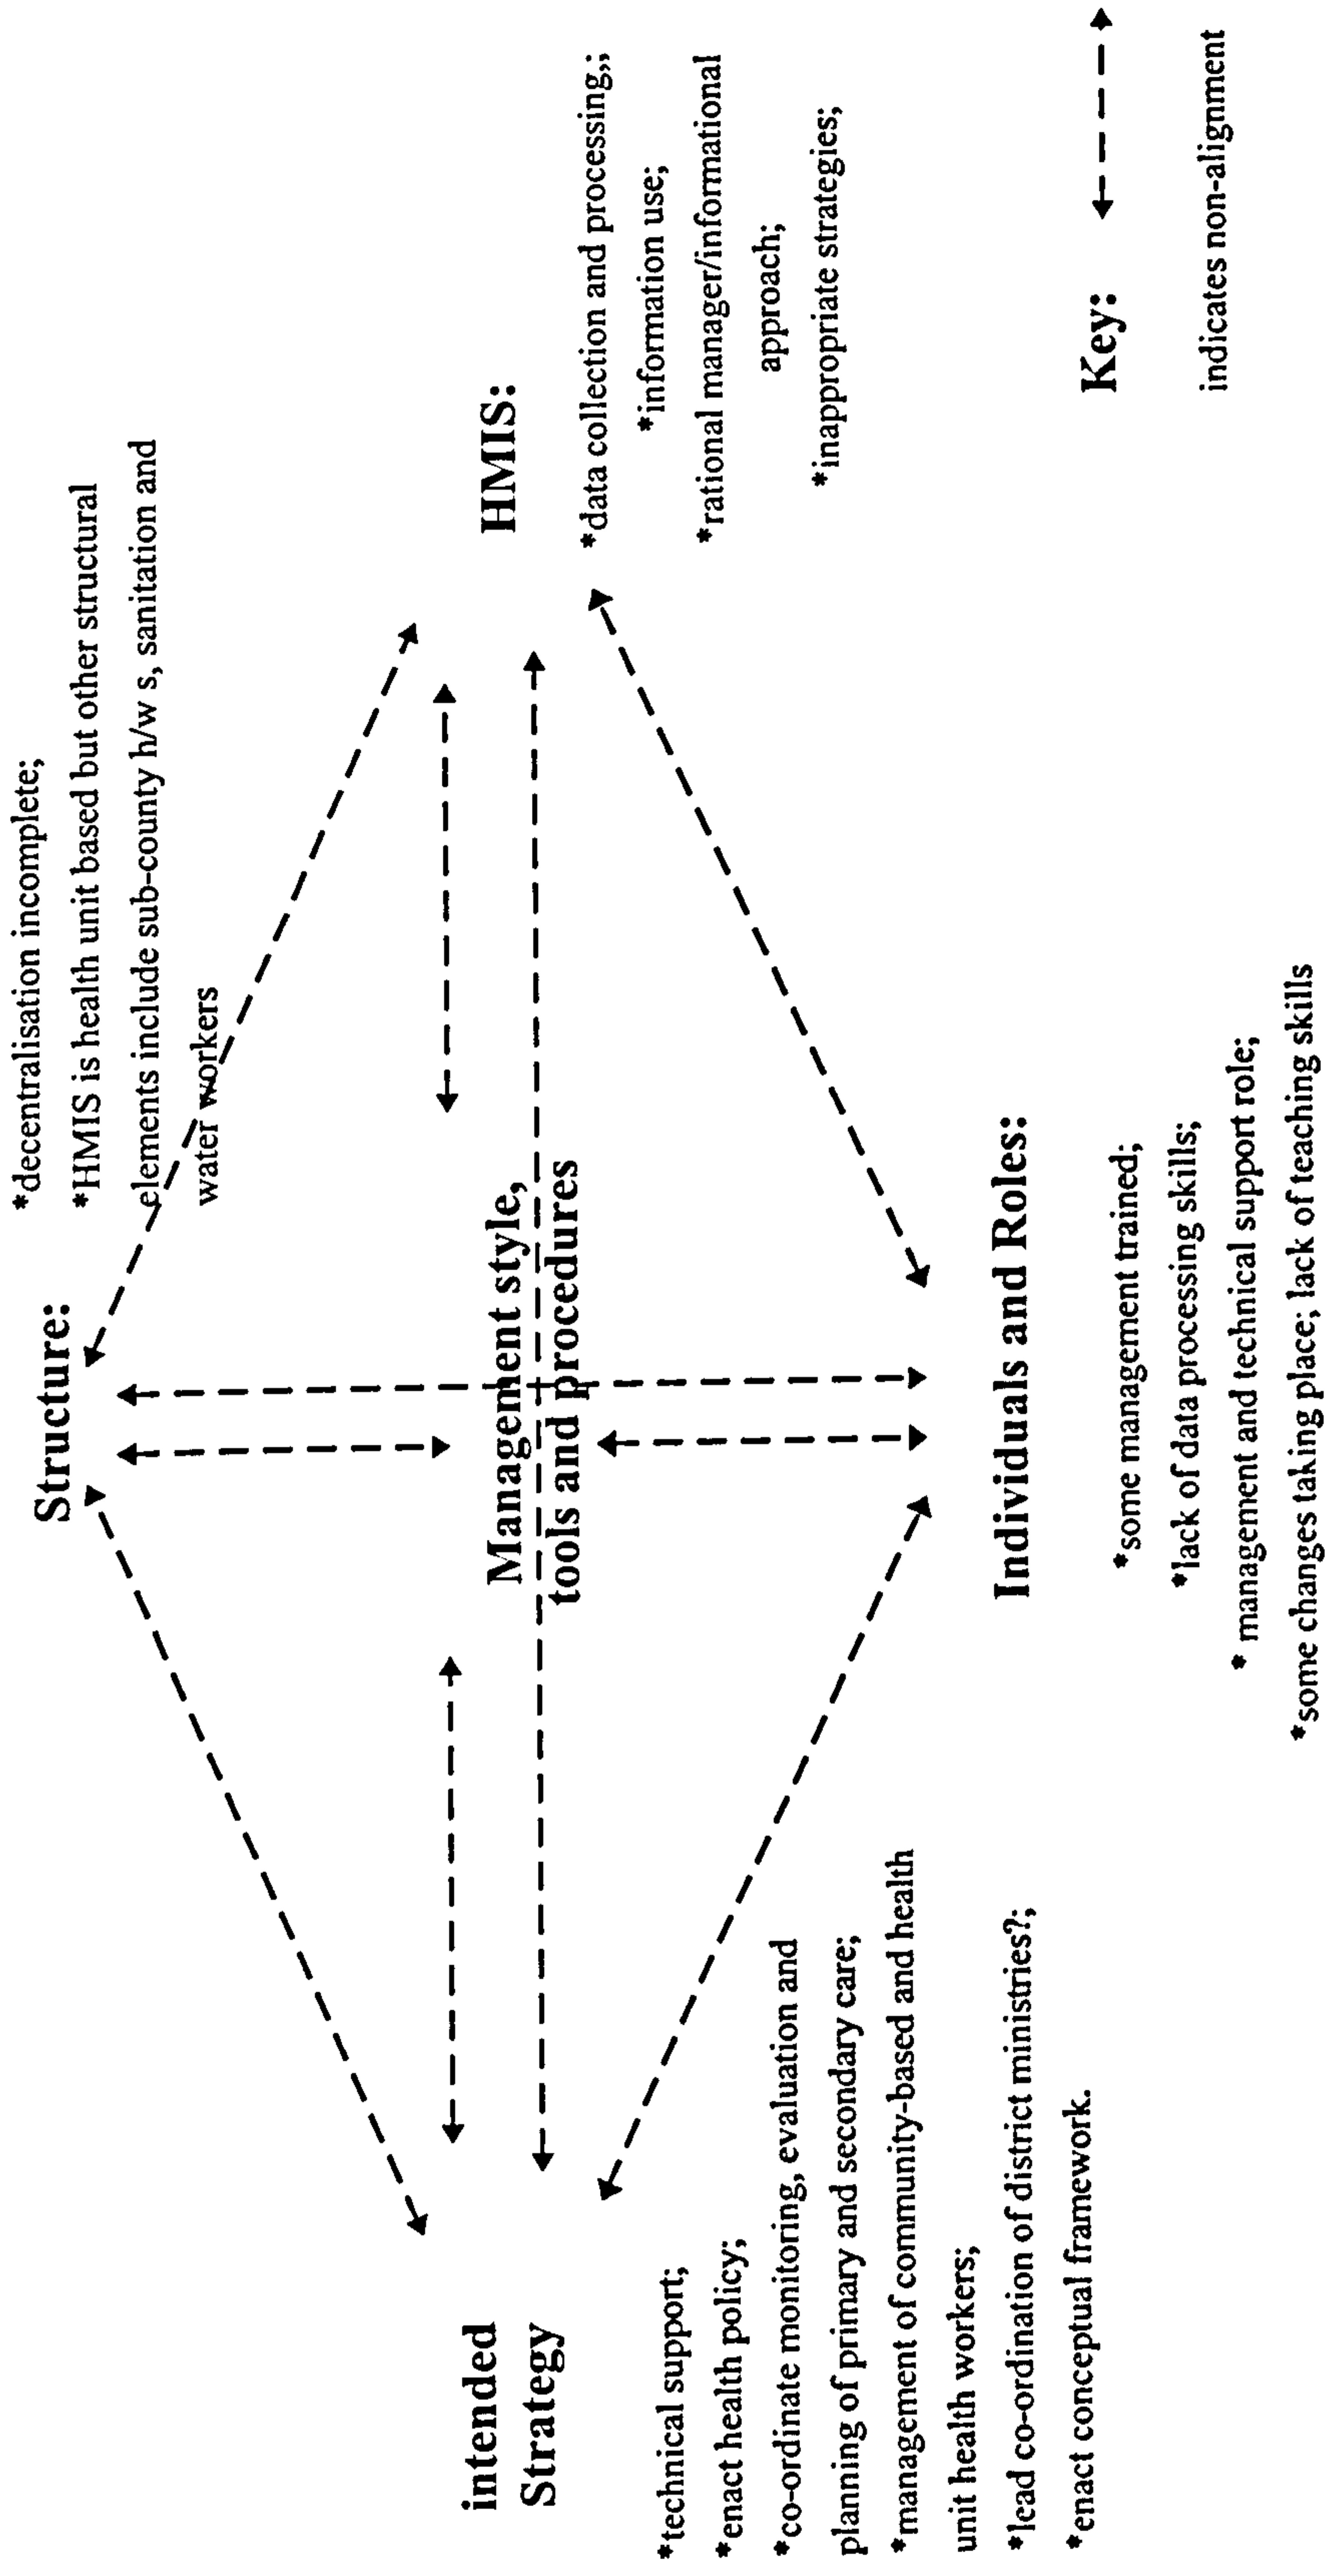 Structure:
*decentralisation incomplete;
*HMIS is health unit based but other structural
elements include sub-county h/w s, sanitation and
water workers
intended
Strategy
*technical support;
*enact health policy;
*co-ordinate monitoring, evaluation and
planning of primary and secondary care;
*management of community-based and health
unit health workers;
*lead co-ordination of district ministries?;
*enact conceptual framework.
Management style,
tools and procedures
HMIS:
*data collection and processing,;
*information use;
*rational manager/informational
approach;
*inappropriate strategies;
Individuals and Roles:
*some management trained;
*lack of data processing skills;
* management and technical support role;
*some changes taking place; lack of teaching skills
Key:
indicates non-alignment